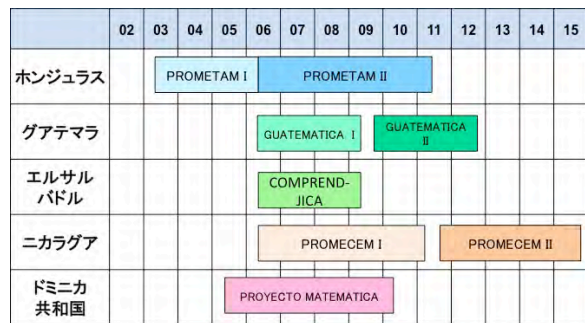 02 03 04 05 06 07 08 09 10 11 12 13 14 15
ホンジュラス PROMETAM I PROMETAM II
グアテマラ GUATEMATICA I GUATEMATICA
II
エルサル
バドル
COMPREND-
JICA
ニカラグア PROMECEM I PROMECEM II
ドミニカ
共和国
PROYECTO MATEMATICA